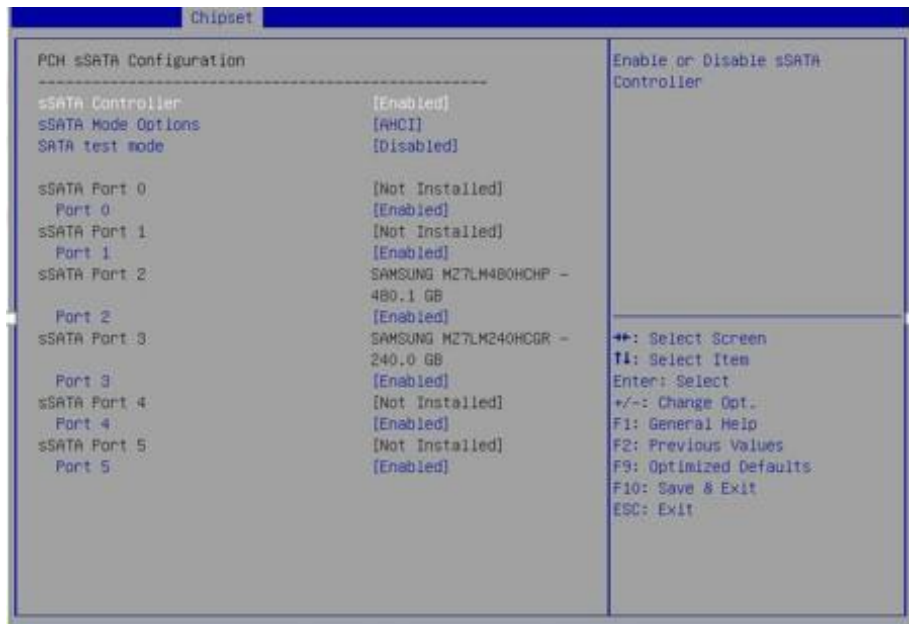 Chipset
PCH sSATA Configuration
------------------------------------------------
sSATA Controller [Enabled]
sSATA Mode Options [AHCI]
SATA test mode [Disabled]
sSATA Port 0 [Not Installed]
Port 0 [Enabled]
sSATA Port 1 [Not Installed]
Port 1 [Enabled]
sSATA Port 2 SAMSUNG MZ7LM480HCHP -
480.1 GB
Port 2 [Enabled]
sSATA Port 3 SAMSUNG MZ7LM240HCGR -
240.0 GB
Port 3 [Enabled]
sSATA Port 4 [Not Installed]
Port 4 [Enabled]
sSATA Port 5 [Not Installed]
Port 5 [Enabled]
Enable or Disable sSATA
Controller
→←: Select Screen
↑↓: Select Item
Enter: Select
+/-: Change Opt.
F1: General Help
F2: Previous Values
F9: Optimized Defaults
F10: Save & Exit
ESC: Exit